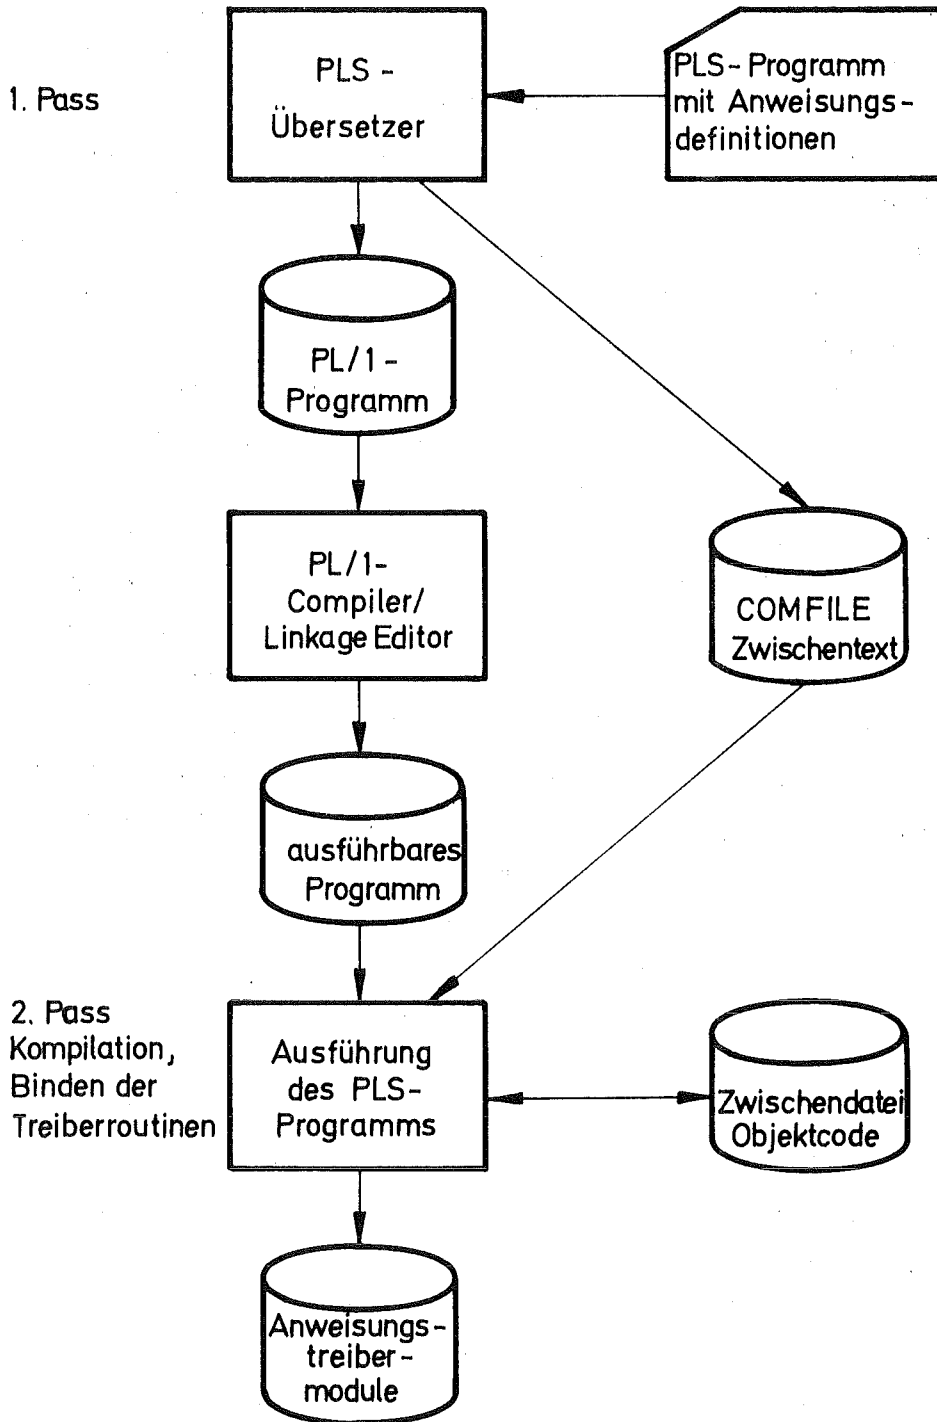 1. Pass
PLS -
Übersetzer
PLS-Programm
mit Anweisungs-
definitionen
PL/1-
Programm
PL/1-
Compiler/
Linkage Editor
COMFILE
Zwischentext
ausführbares
Programm
2. Pass
Kompilation,
Binden der
Treiberroutinen
Ausführung
des PLS-
Programms
Zwischendatei
Objektcode
Anweisungs-
treiber-
module